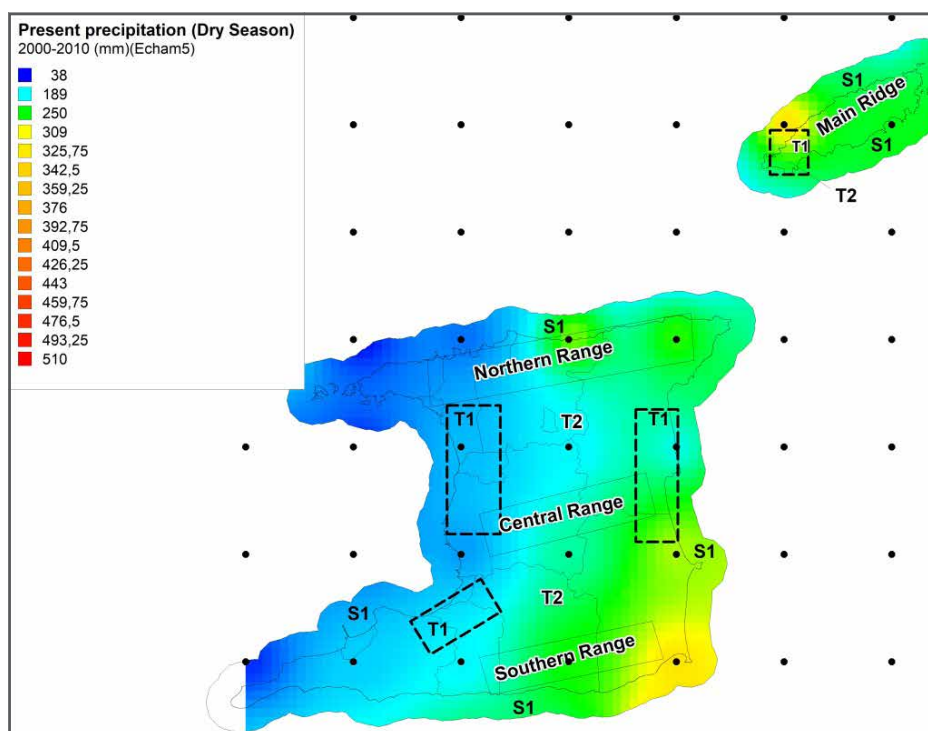 Present precipitation (Dry Season)
2000-2010 (mm)(Echam5)
38
189
250
309
325,75
342,5
359,25
376
392,75
409,5
426,25
443
459,75
476,5
493,25
510
S1
Main Ridge
T1
S1
T2
S1
Northern Range
T1
T2
T1
Central Range
S1
T2
S1
T1
Southern Range
S1